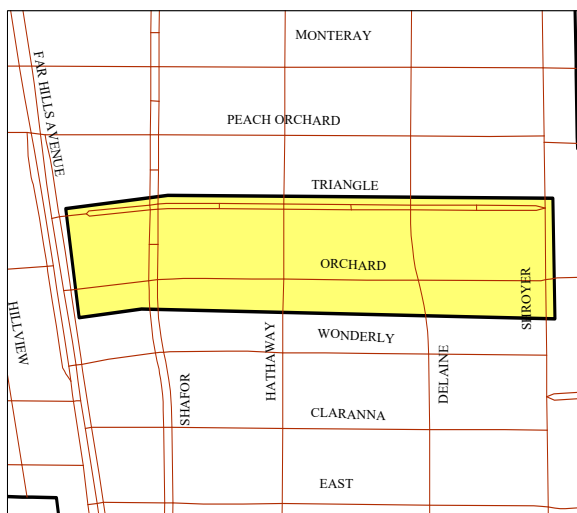 MONTERAY
FAR HILLS AVENUE
PEACH ORCHARD
TRIANGLE
ORCHARD
SHROYER
HILLVIEW
WONDERLY
HATHAWAY
DELAINE
SHAFOR
CLARANNA
EAST